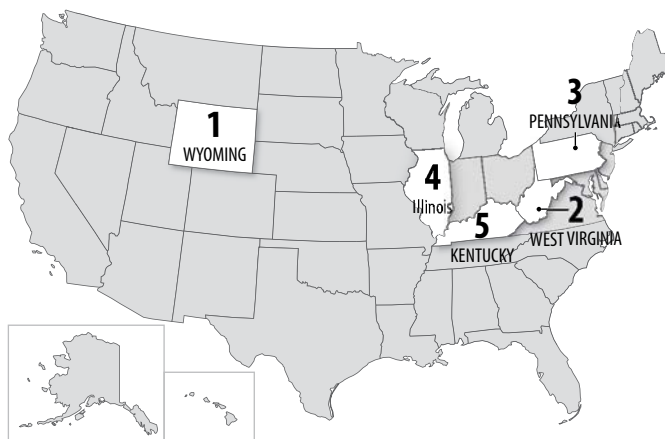 1
WYOMING
3
PENNSYLVANIA
4
Illinois
2
WEST VIRGINIA
5
KENTUCKY